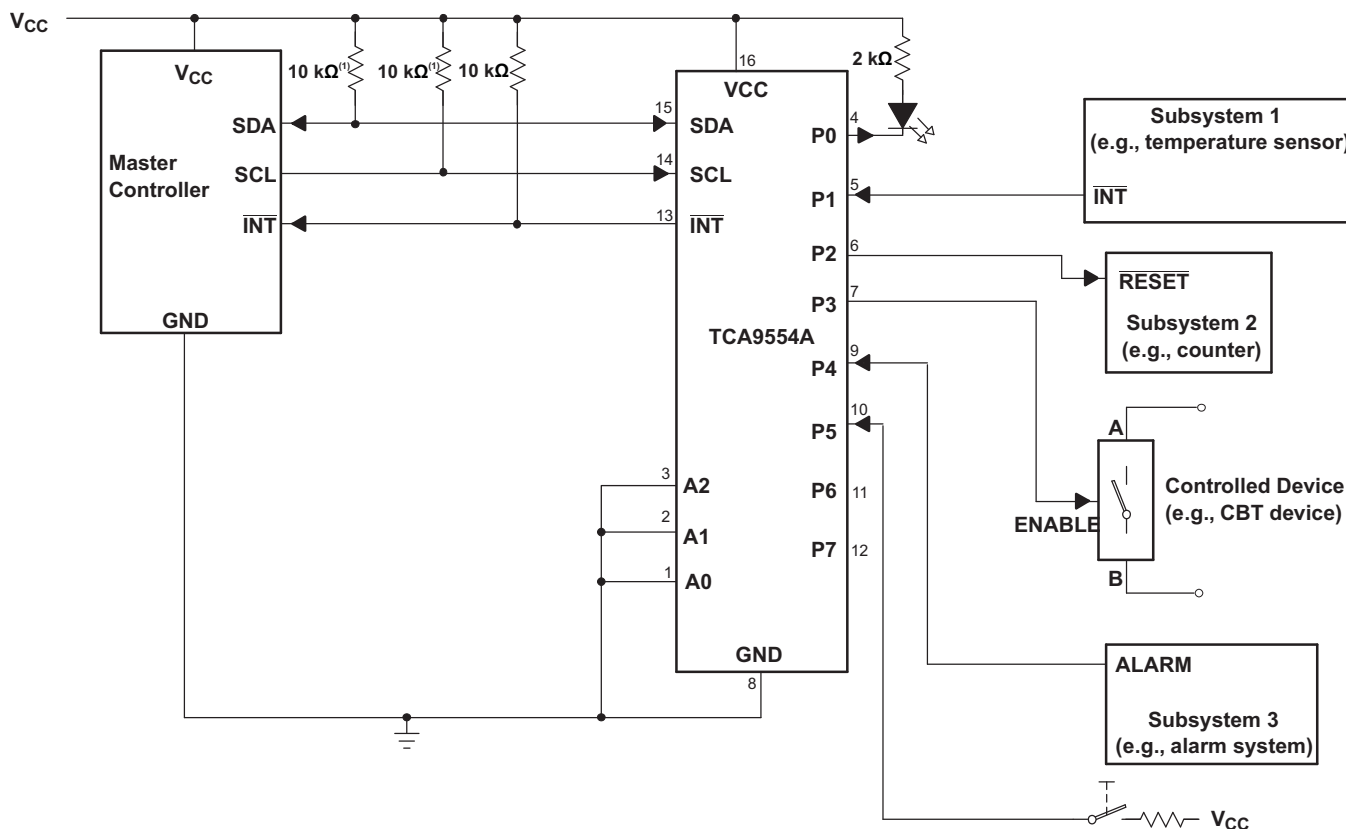 V_CC
V_CC
10 kΩ(1)
10 kΩ(1)
10 kΩ
16
VCC
2 kΩ
SDA
15
SDA
P0
4
Subsystem 1
(e.g., temperature sensor)
INT
Master
Controller
SCL
14
SCL
P1
5
INT
13
INT
P2
6
RESET
Subsystem 2
(e.g., counter)
GND
P3
7
TCA9554A
P4
9
P5
10
A
3
A2
P6
11
ENABLE
Controlled Device
(e.g., CBT device)
2
A1
P7
12
B
1
A0
GND
8
ALARM
Subsystem 3
(e.g., alarm system)
V_CC